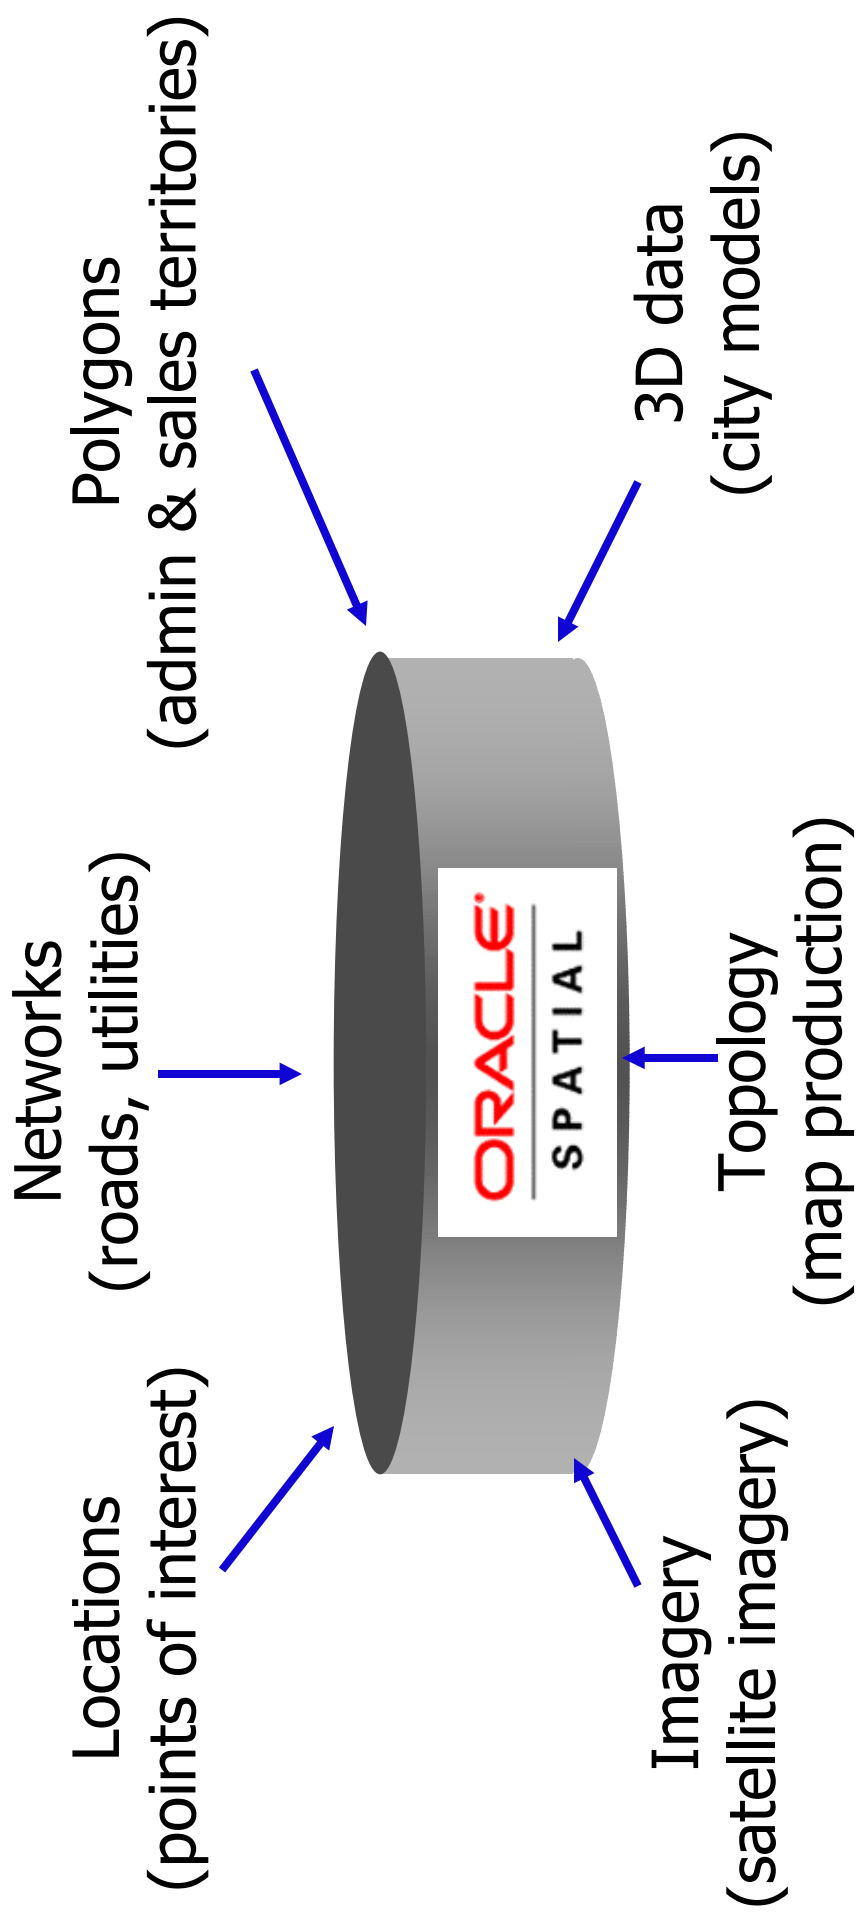 Locations
(points of interest)
Networks
(roads, utilities)
Polygons
(admin & sales territories)
ORACLE®
SPATIAL
Imagery
(satellite imagery)
Topology
(map production)
3D data
(city models)